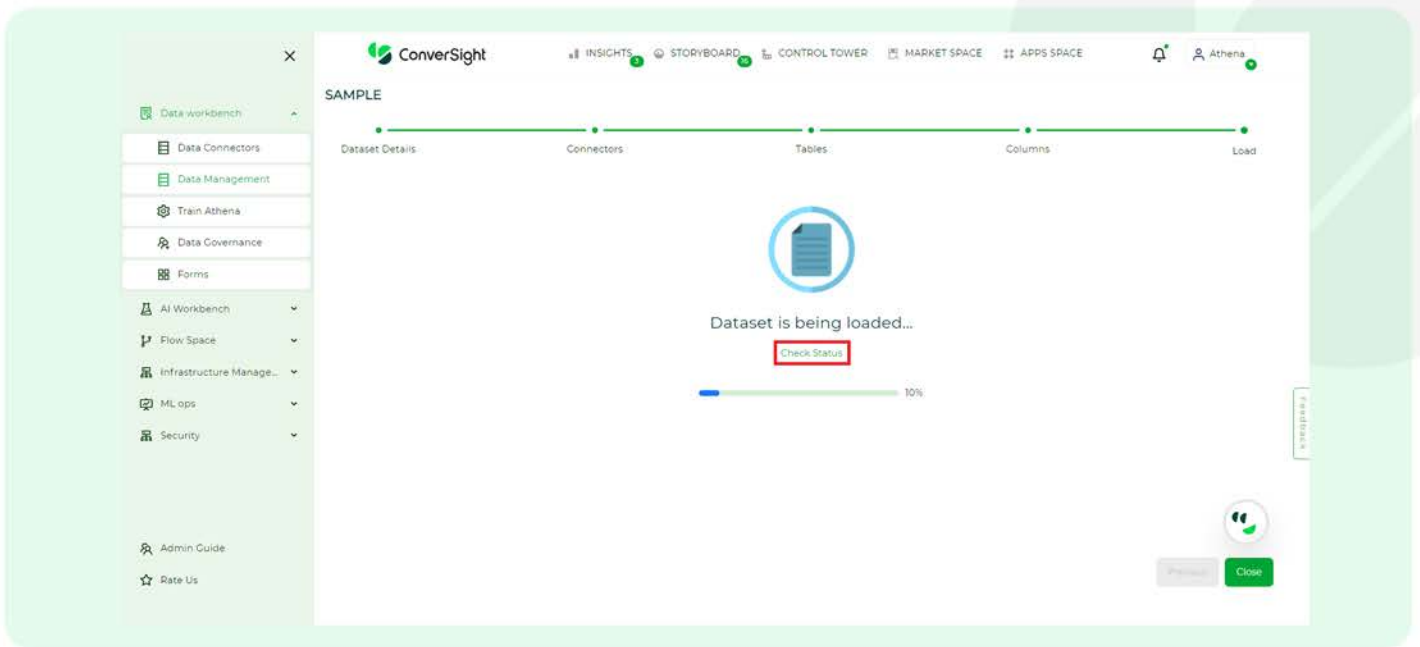 ConverSight
INSIGHTS 3 STORYBOARD 16 CONTROL TOWER MARKET SPACE APPS SPACE Athena
SAMPLE
Data workbench
Data Connectors
Data Management
Train Athena
Data Governance
Forms
AI Workbench
Flow Space
Infrastructure Manage...
ML ops
Security
Admin Guide
Rate Us
Dataset Details Connectors Tables Columns Load
Dataset is being loaded...
Check Status
10%
Feedback
Previous Close